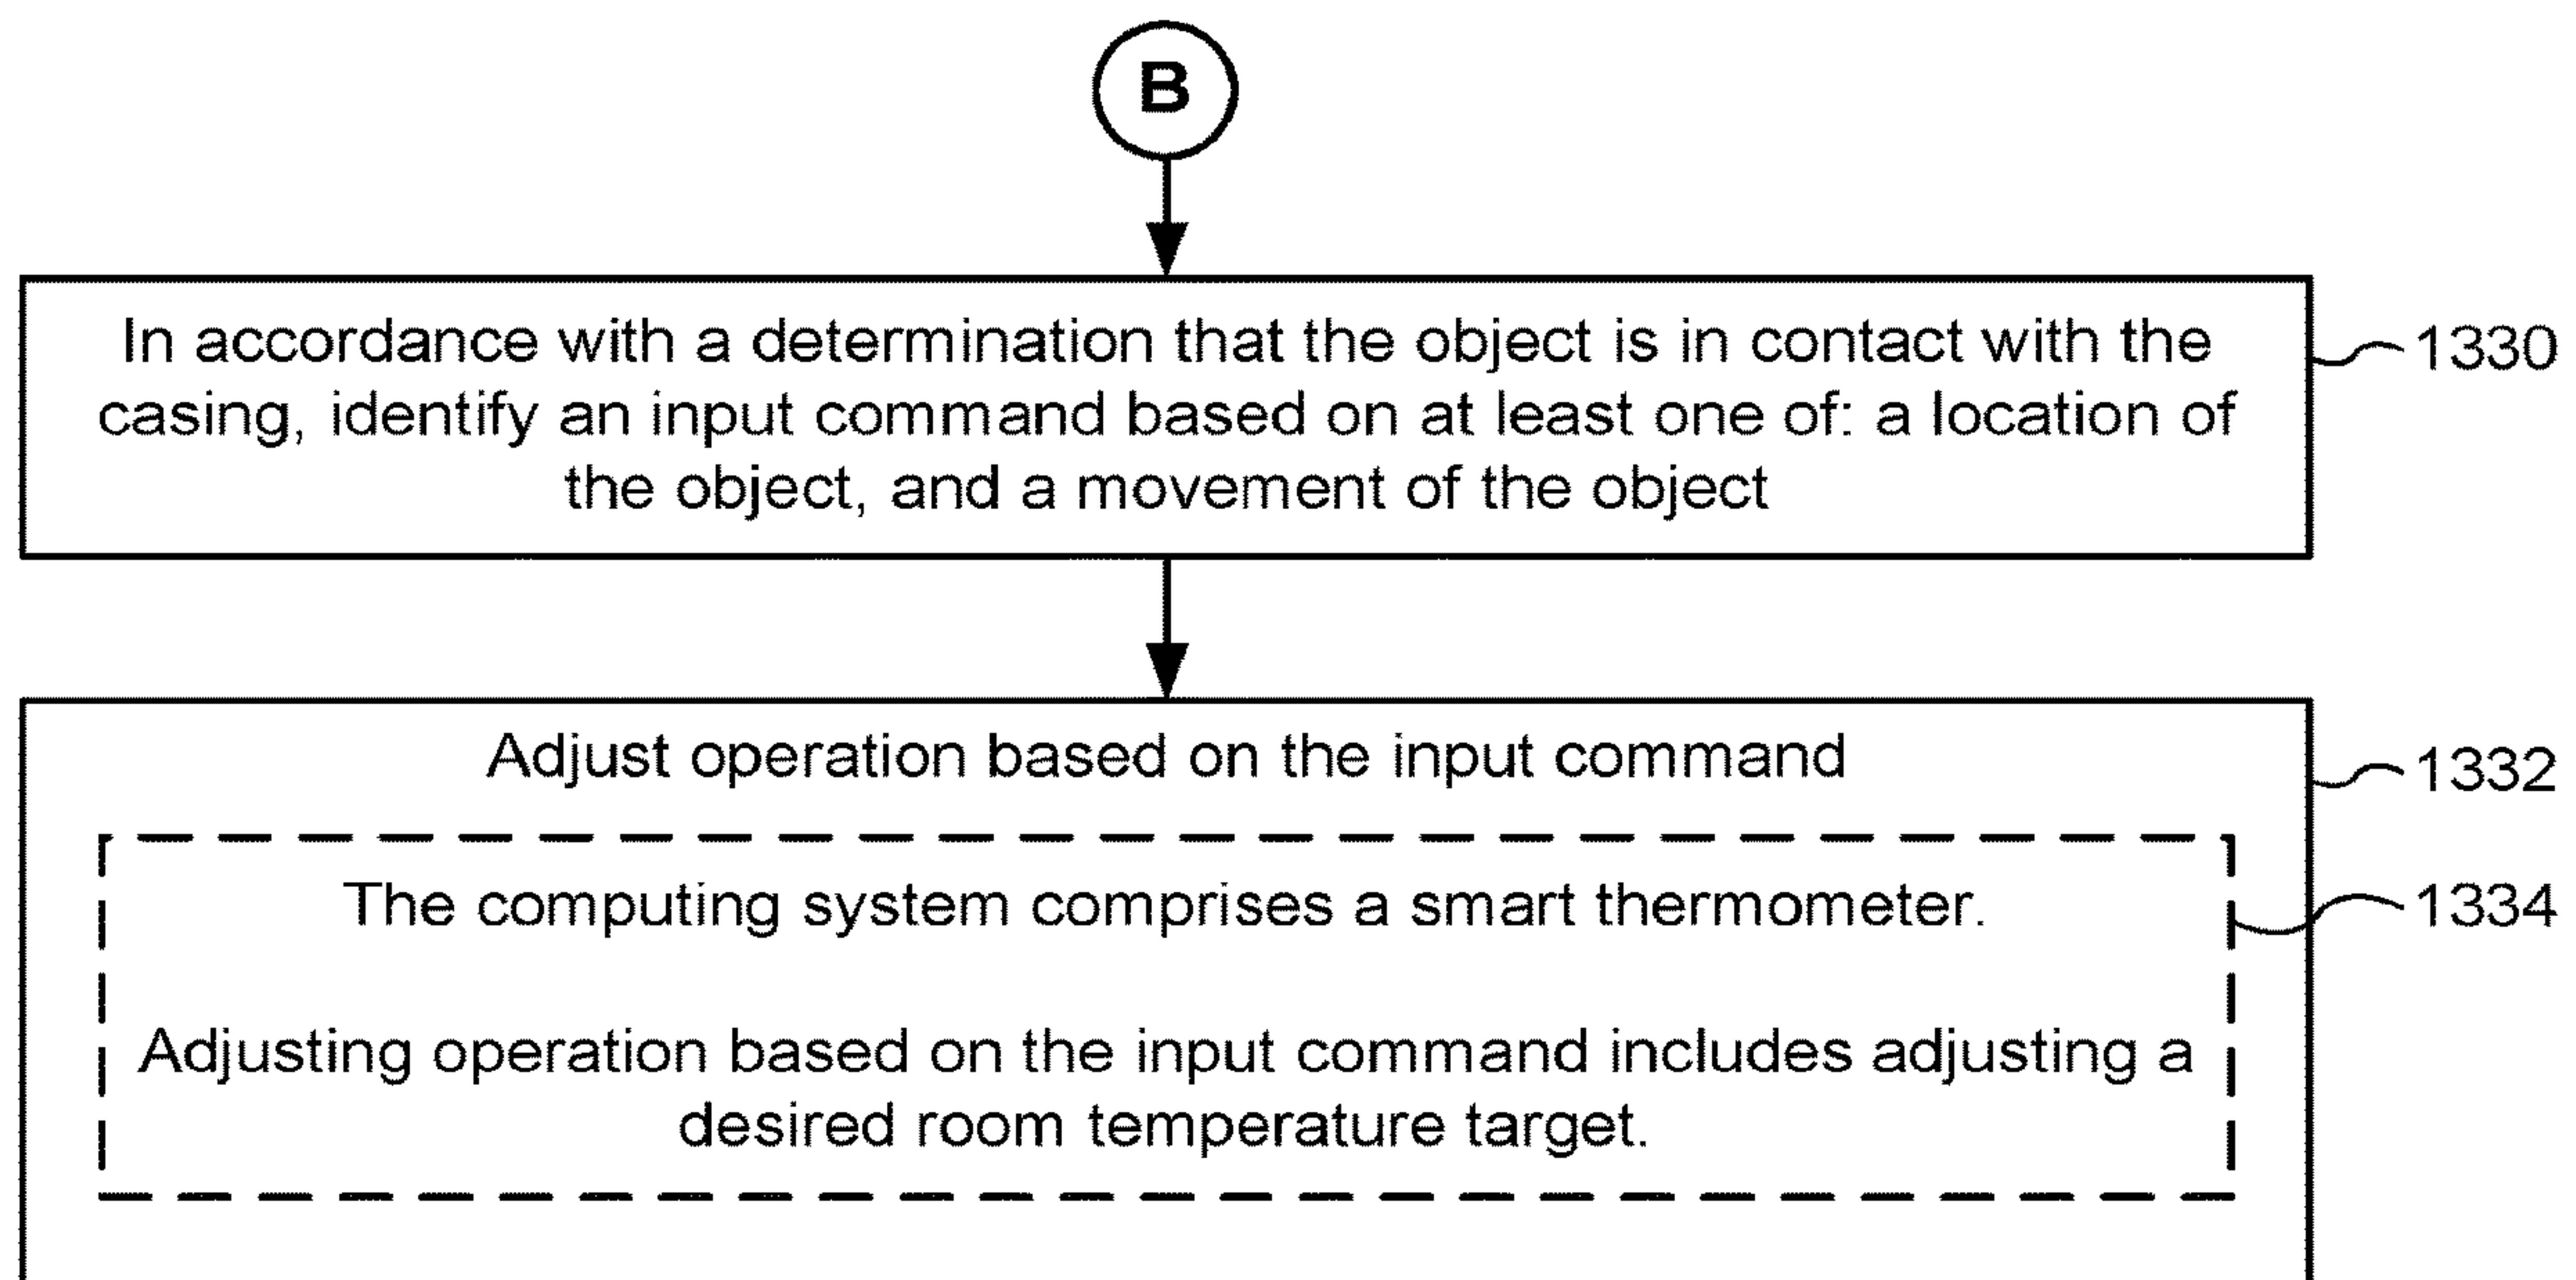 B
In accordance with a determination that the object is in contact with the
casing, identify an input command based on at least one of: a location of
the object, and a movement of the object
1330
Adjust operation based on the input command
1332
The computing system comprises a smart thermometer.
1334
Adjusting operation based on the input command includes adjusting a
desired room temperature target.